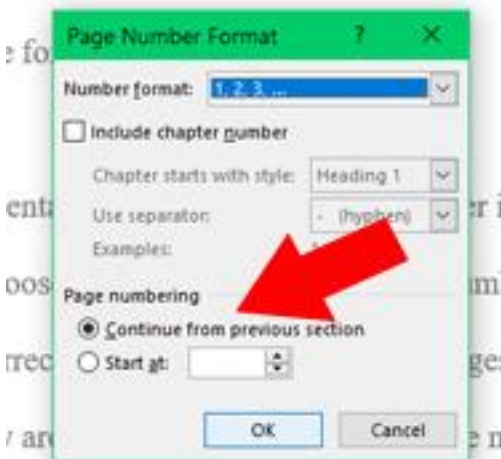 Page Number Format ? ×
e fo
Number format: 1, 2, 3, ...
Include chapter number
Chapter starts with style: Heading 1
Use separator: - (hyphen)
Examples:
Page numbering
Continue from previous section
Start at:
OK Cancel